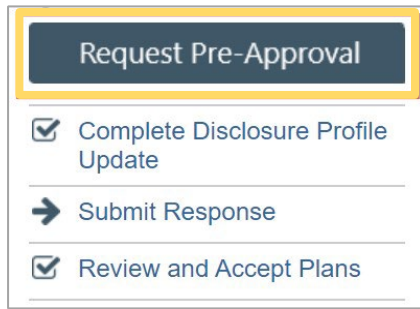 Request Pre-Approval
Complete Disclosure Profile
Update
Submit Response
Review and Accept Plans